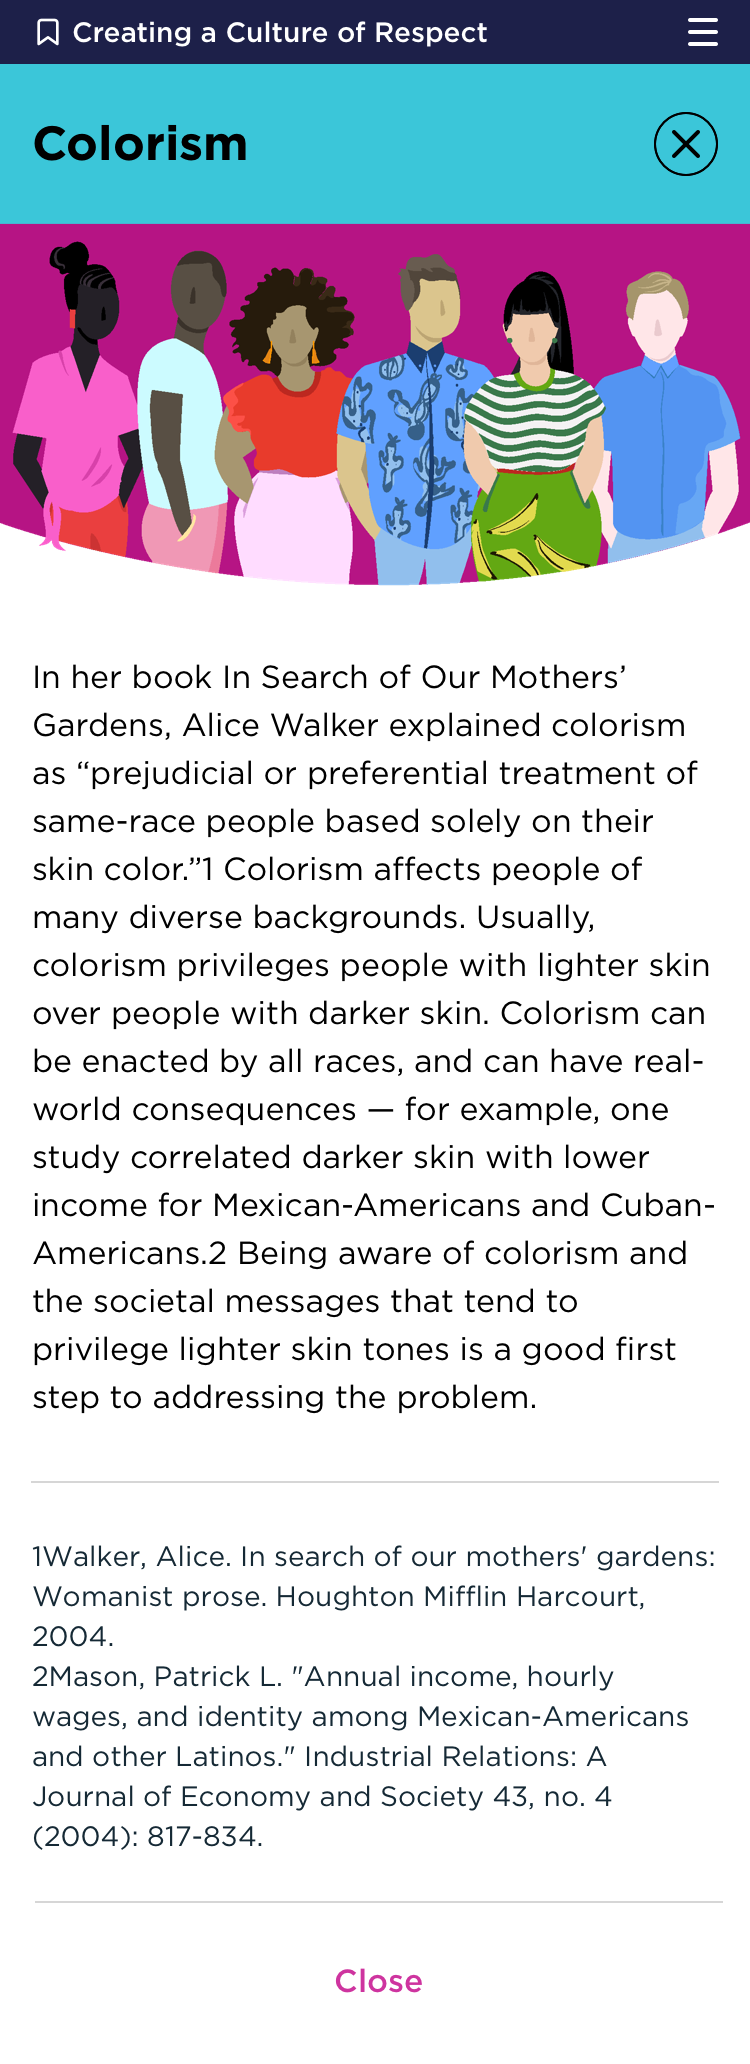 Creating a Culture of Respect
Colorism
In her book In Search of Our Mothers’
Gardens, Alice Walker explained colorism
as “prejudicial or preferential treatment of
same-race people based solely on their
skin color.”1 Colorism affects people of
many diverse backgrounds. Usually,
colorism privileges people with lighter skin
over people with darker skin. Colorism can
be enacted by all races, and can have real-
world consequences — for example, one
study correlated darker skin with lower
income for Mexican-Americans and Cuban-
Americans.2 Being aware of colorism and
the societal messages that tend to
privilege lighter skin tones is a good first
step to addressing the problem.
1Walker, Alice. In search of our mothers' gardens:
Womanist prose. Houghton Mifflin Harcourt,
2004.
2Mason, Patrick L. "Annual income, hourly
wages, and identity among Mexican-Americans
and other Latinos." Industrial Relations: A
Journal of Economy and Society 43, no. 4
(2004): 817-834.
Close